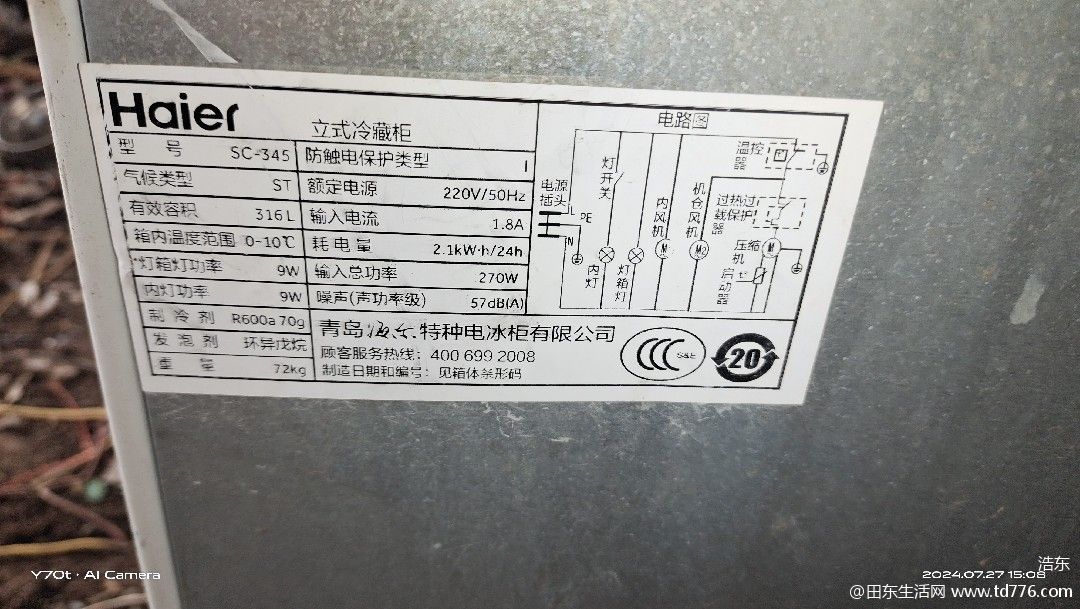 Haier
立式冷藏柜
型 号 SC-345
气候类型 ST
有效容积 316L
箱内温度范围 0-10℃
*灯箱灯功率 9W
内灯功率 9W
制 冷 剂 R600a 70g
发 泡 剂 环异戊烷
重 量 72kg
防触电保护类型 I
额定电源 220V/50Hz
输入电流 1.8A
耗 电 量 2.1kW·h/24h
输入总功率 270W
噪声(声功率级) 57dB(A)
青岛海尔特种电冰柜有限公司
顾客服务热线：400 699 2008
制造日期和编号：见箱体条形码
CCC S&E
20
电路图
电源插头
L
PE
N
灯开关
内灯
灯箱灯
内风机
M
机仓风机
M2
温控器
过热过载保护器
压缩机
M
启动器
Y70t · AI Camera
浩东
2024.07.27 15:08
@田东生活网 www.td776.com